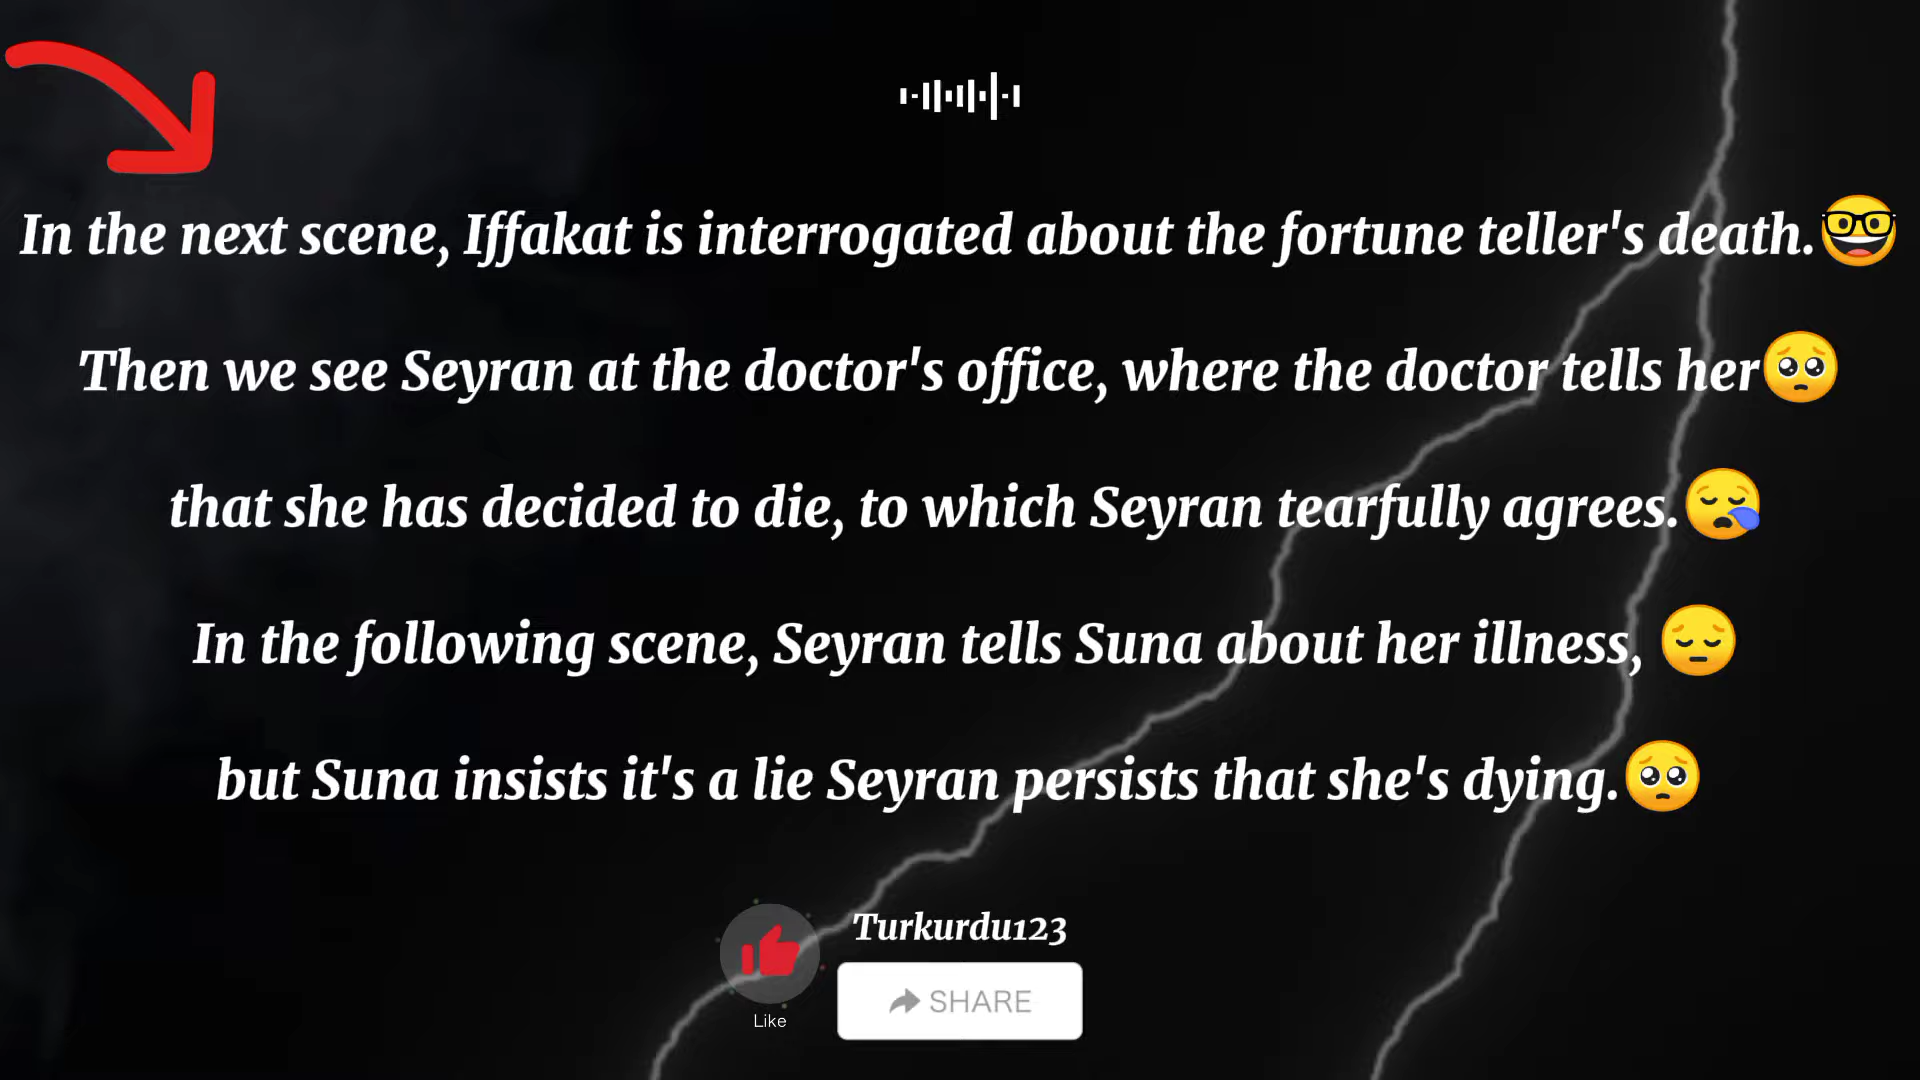 In the next scene, Iffakat is interrogated about the fortune teller's death.🤓
Then we see Seyran at the doctor's office, where the doctor tells her🥺
that she has decided to die, to which Seyran tearfully agrees.😪
In the following scene, Seyran tells Suna about her illness, 😔
but Suna insists it's a lie Seyran persists that she's dying.🥺
Turkurdu123
SHARE
Like